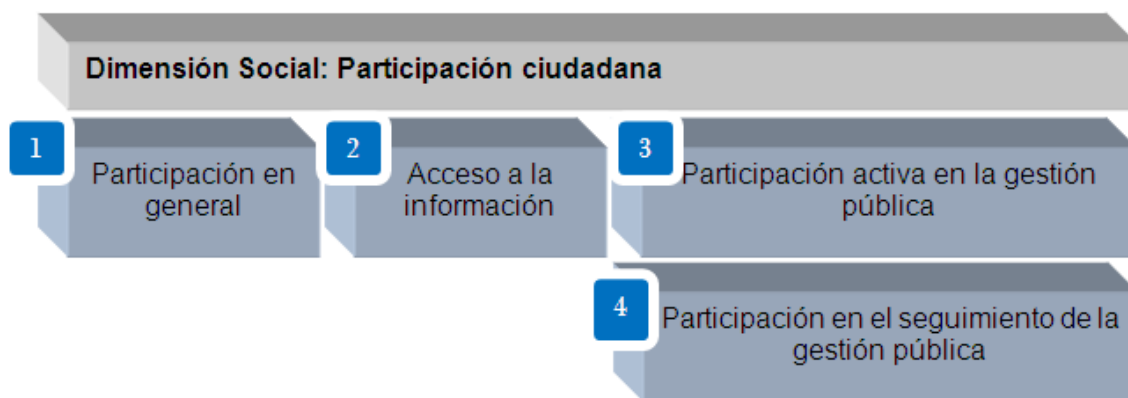 Dimensión Social: Participación ciudadana
1
Participación en
general
2
Acceso a la
información
3
Participación activa en la gestión
pública
4
Participación en el seguimiento de la
gestión pública